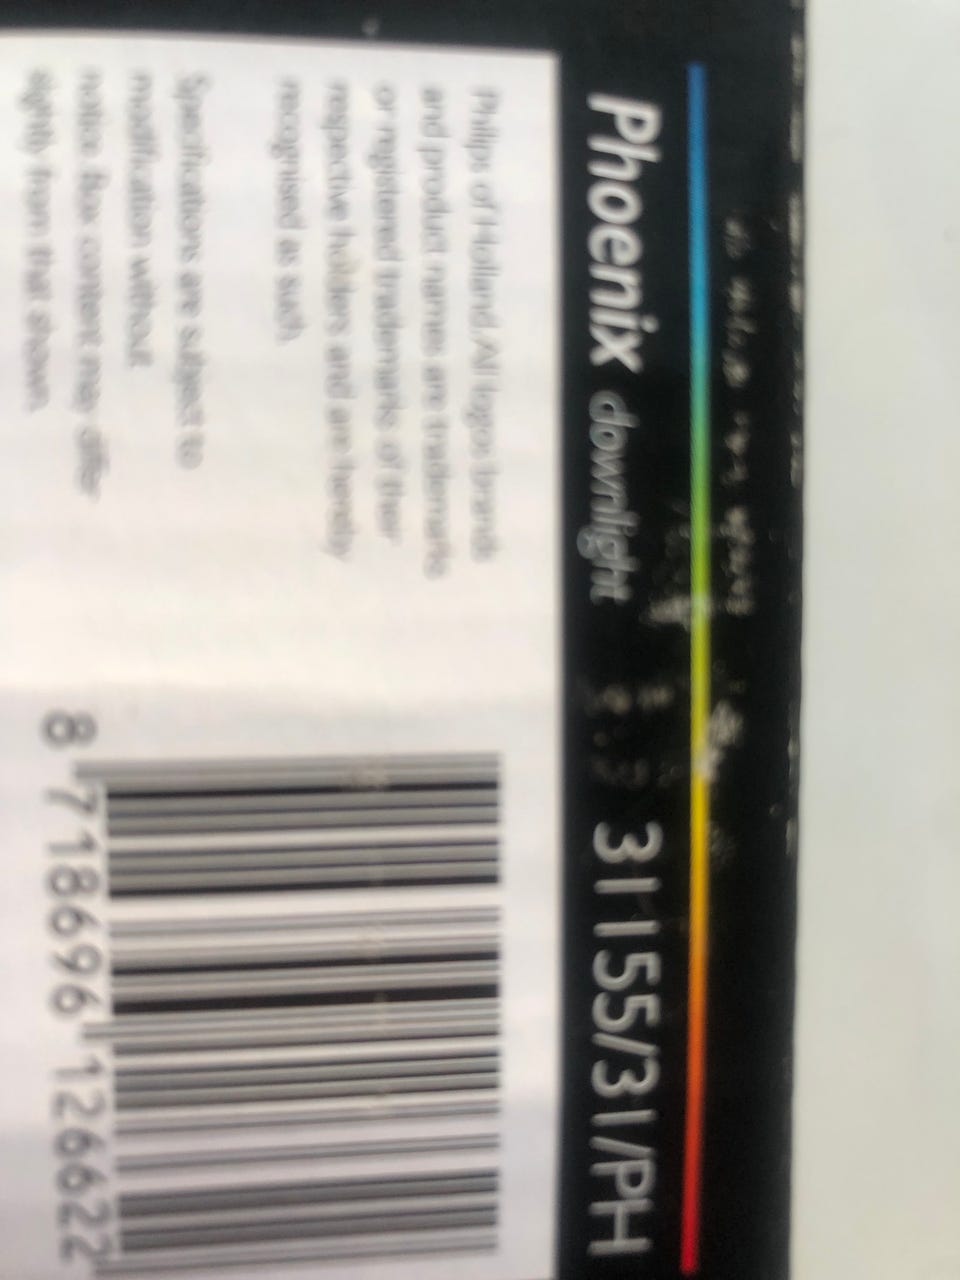 Phoenix downlight 31155/31/PH
Philips of Holland. All logos brands
and product names are trademarks
or registered trademarks of their
respective holders and are hereby
recognised as such.
Specifications are subject to
modification without
notice. Box content may differ
slightly from that shown.
8 718696 126622